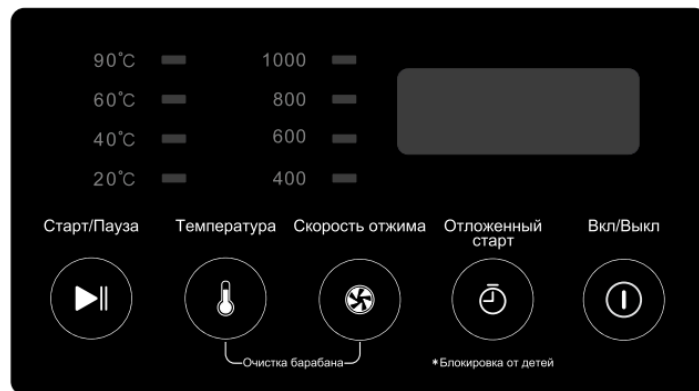 90°C 1000
60°C 800
40°C 600
20°C 400
Старт/Пауза Температура Скорость отжима Отложенный старт Вкл/Выкл
Очистка барабана
*Блокировка от детей